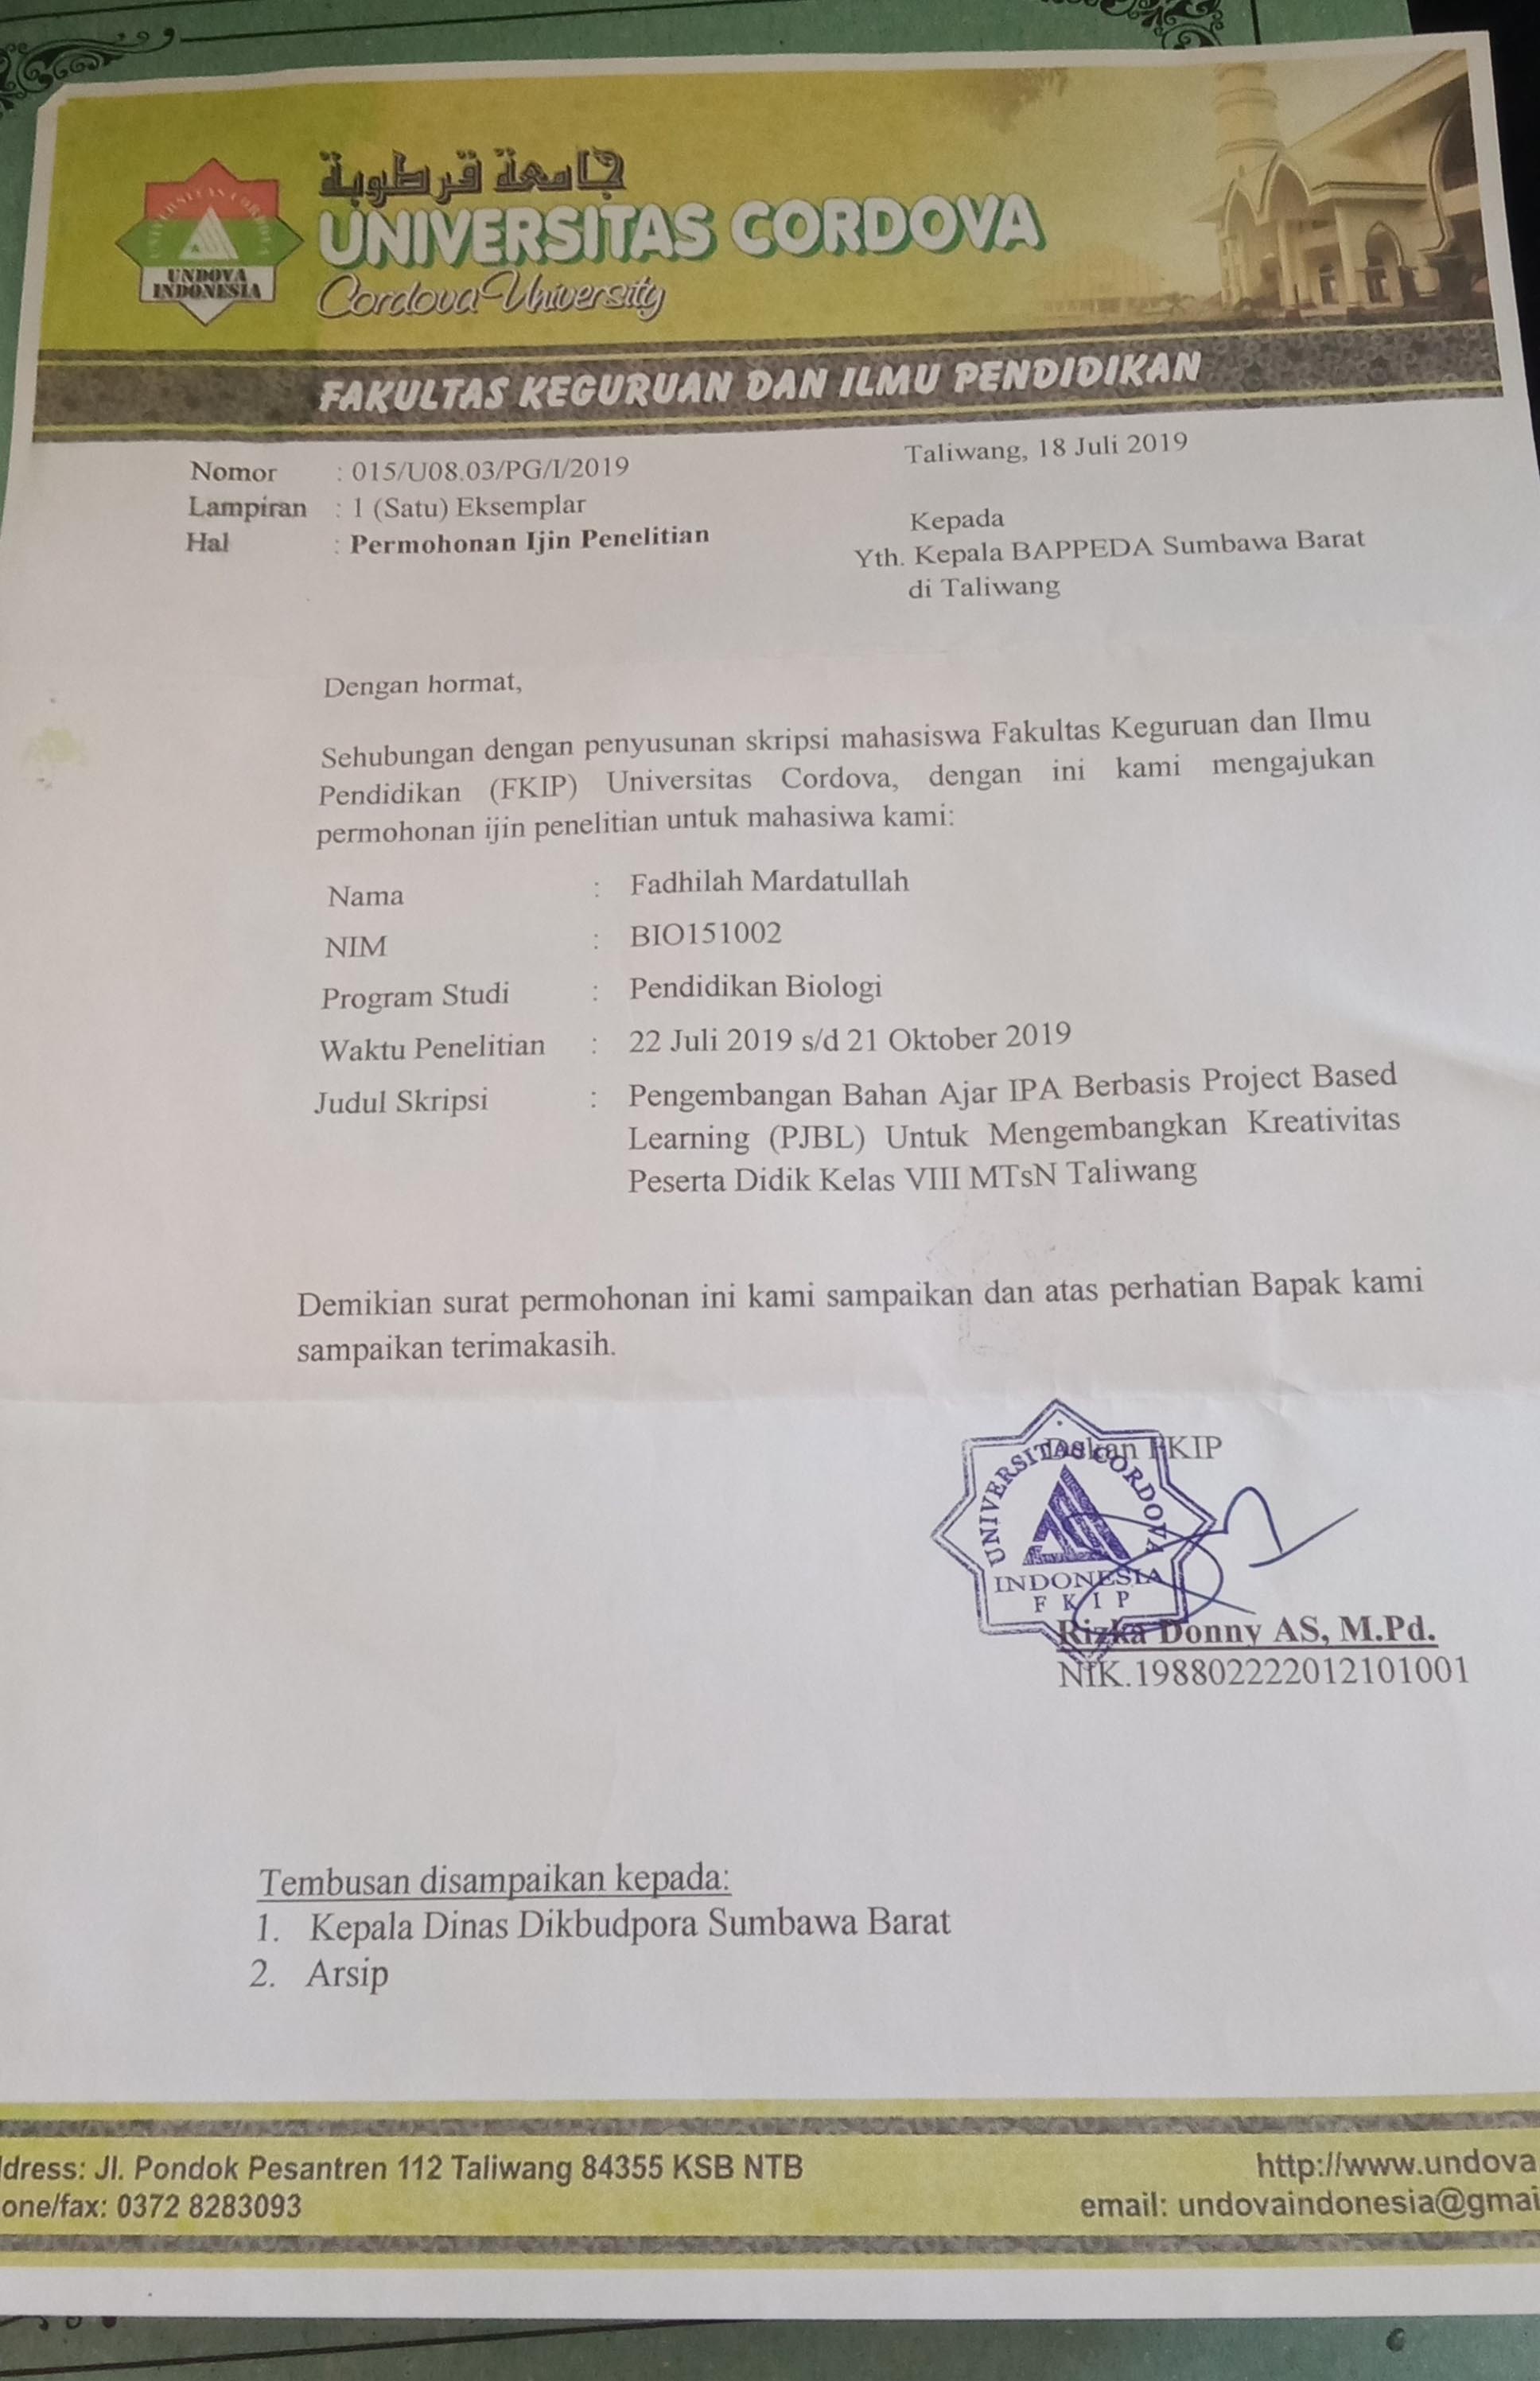 جامعة قرطوبة
UNIVERSITAS CORDOVA
Cordova University
UNIVERSITAS CORDOVA
UNDOVA
INDONESIA
FAKULTAS KEGURUAN DAN ILMU PENDIDIKAN
Taliwang, 18 Juli 2019
Nomor : 015/U08.03/PG/I/2019
Lampiran : 1 (Satu) Eksemplar
Hal : Permohonan Ijin Penelitian
Kepada
Yth. Kepala BAPPEDA Sumbawa Barat
di Taliwang
Dengan hormat,
Sehubungan dengan penyusunan skripsi mahasiswa Fakultas Keguruan dan Ilmu
Pendidikan (FKIP) Universitas Cordova, dengan ini kami mengajukan
permohonan ijin penelitian untuk mahasiwa kami:
Nama : Fadhilah Mardatullah
NIM : BIO151002
Program Studi : Pendidikan Biologi
Waktu Penelitian : 22 Juli 2019 s/d 21 Oktober 2019
Judul Skripsi : Pengembangan Bahan Ajar IPA Berbasis Project Based
Learning (PJBL) Untuk Mengembangkan Kreativitas
Peserta Didik Kelas VIII MTsN Taliwang
Demikian surat permohonan ini kami sampaikan dan atas perhatian Bapak kami
sampaikan terimakasih.
Dekan FKIP
UNIVERSITAS CORDOVA
INDONESIA
F K I P
Rizka Donny AS, M.Pd.
NIK.198802222012101001
Tembusan disampaikan kepada:
1. Kepala Dinas Dikbudpora Sumbawa Barat
2. Arsip
dress: Jl. Pondok Pesantren 112 Taliwang 84355 KSB NTB
one/fax: 0372 8283093
http://www.undova
email: undovaindonesia@gmai